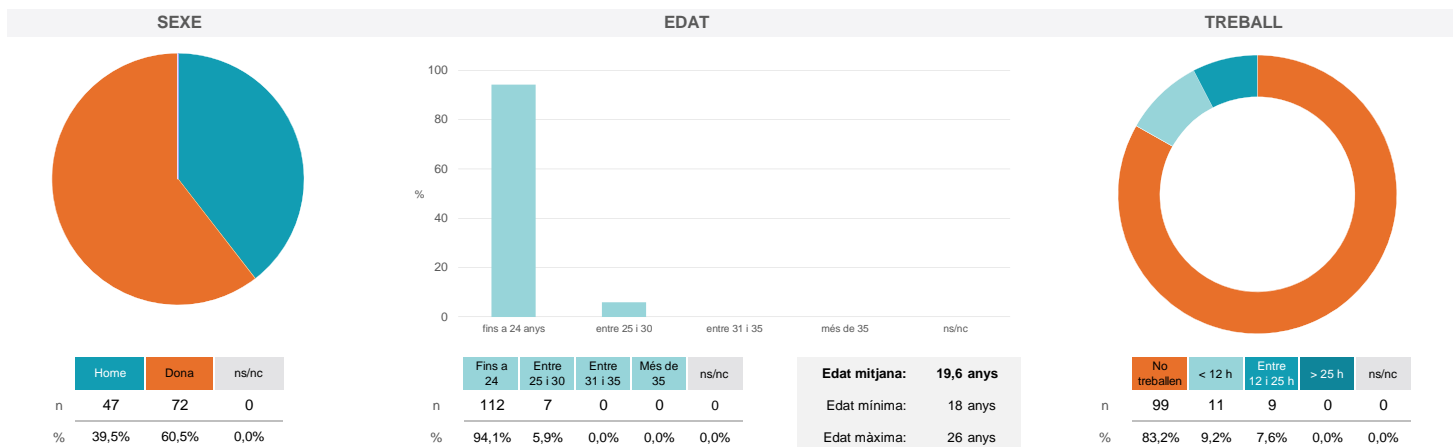 SEXE
EDAT
TREBALL
100
80
60
%
40
20
0
fins a 24 anys
entre 25 i 30
entre 31 i 35
més de 35
ns/nc
Home Dona ns/nc
n 47 72 0
% 39,5% 60,5% 0,0%
Fins a 24 Entre 25 i 30 Entre 31 i 35 Més de 35 ns/nc
n 112 7 0 0 0
% 94,1% 5,9% 0,0% 0,0% 0,0%
Edat mitjana: 19,6 anys
Edat mínima: 18 anys
Edat màxima: 26 anys
No treballen < 12 h Entre 12 i 25 h > 25 h ns/nc
n 99 11 9 0 0
% 83,2% 9,2% 7,6% 0,0% 0,0%